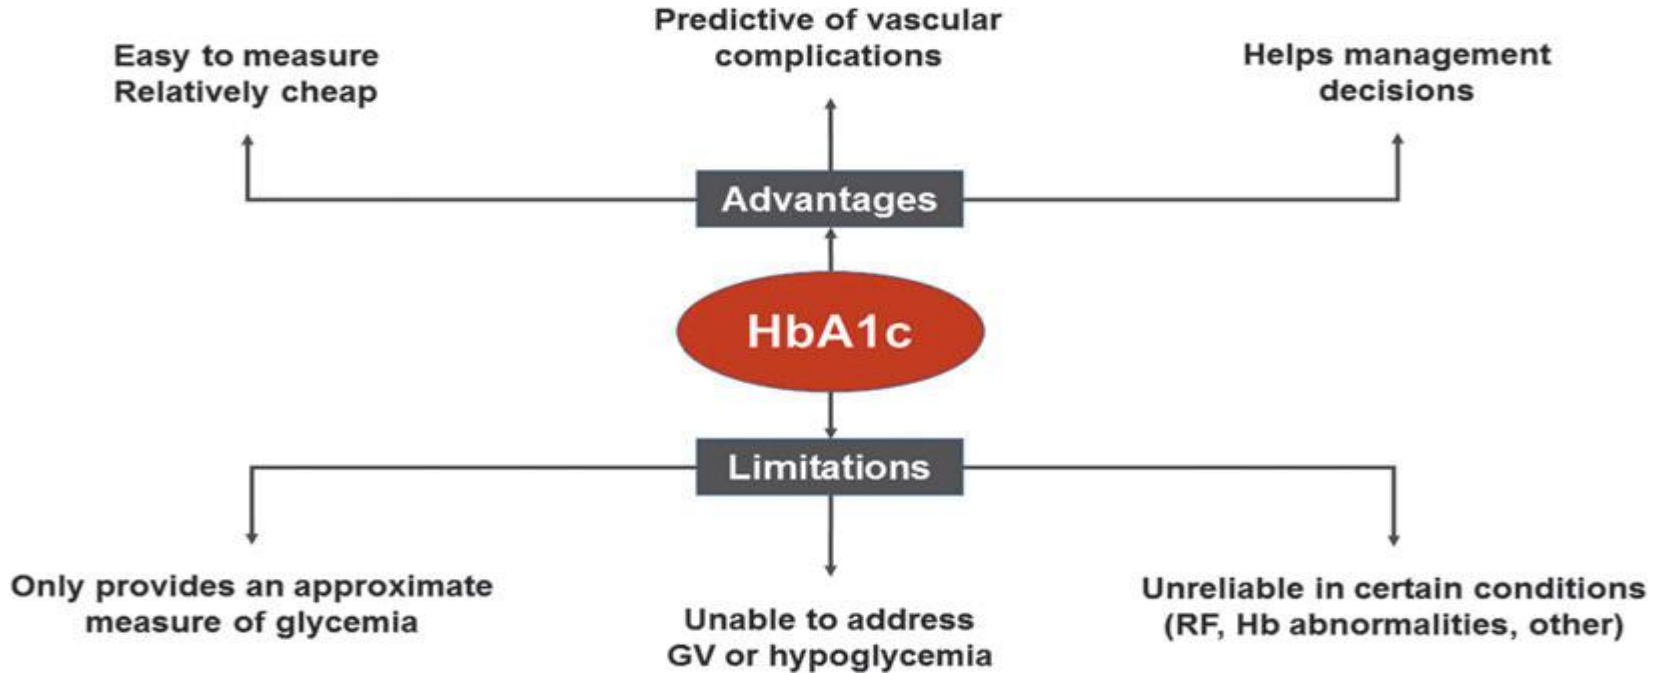 Easy to measure
Relatively cheap
Predictive of vascular
complications
Helps management
decisions
Advantages
HbA1c
Limitations
Only provides an approximate
measure of glycemia
Unable to address
GV or hypoglycemia
Unreliable in certain conditions
(RF, Hb abnormalities, other)